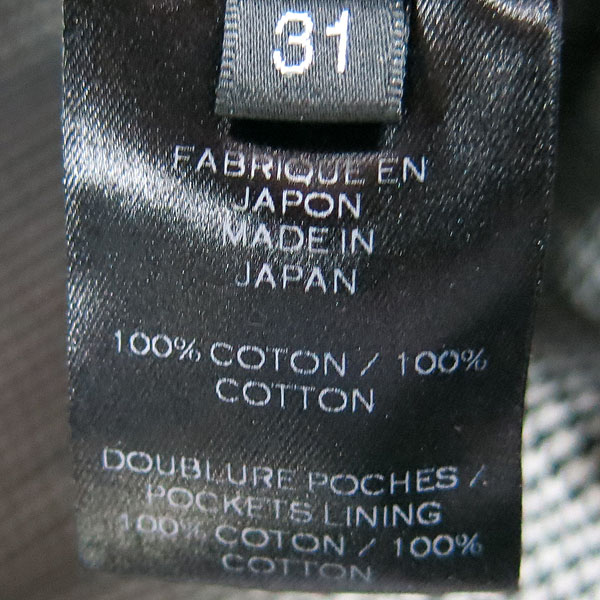 31
FABRIQUE EN
JAPON
MADE IN
JAPAN
100% COTON / 100%
COTTON
DOUBLURE POCHES /
POCKETS LINING
100% COTON / 100%
COTTON